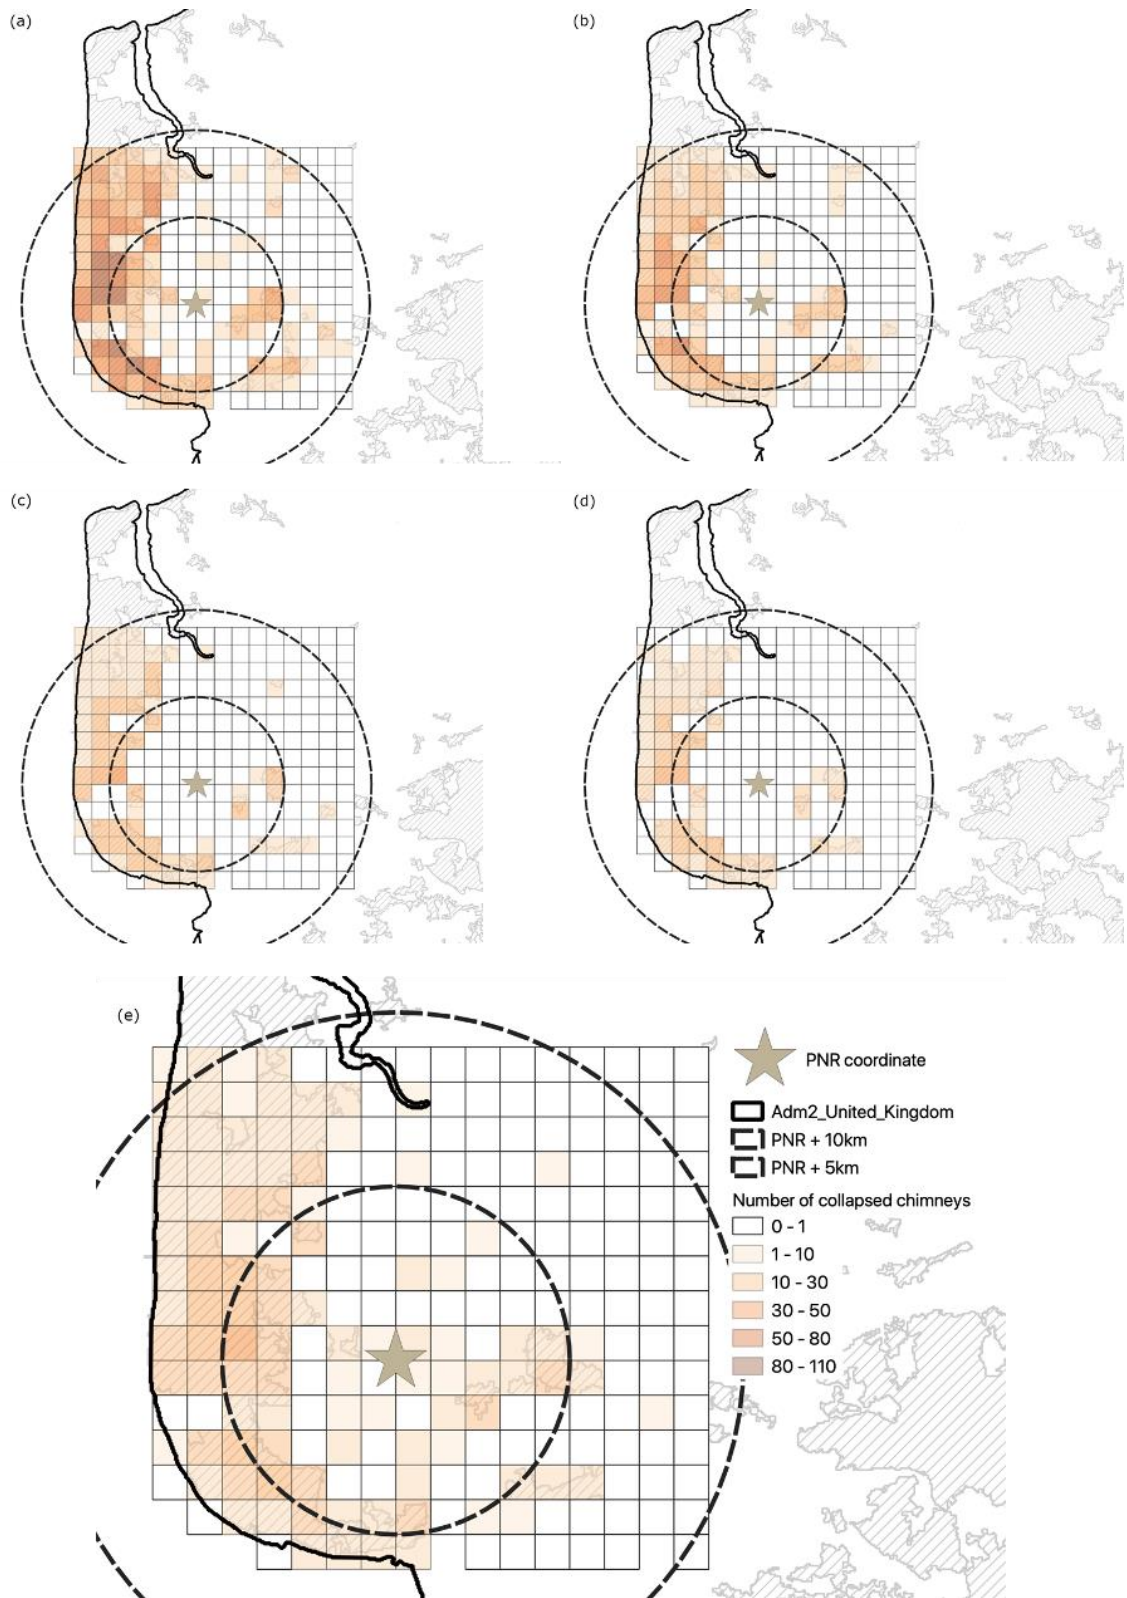 (a)
(b)
(c)
(d)
(e)
PNR coordinate
Adm2_United_Kingdom
PNR + 10km
PNR + 5km
Number of collapsed chimneys
0 - 1
1 - 10
10 - 30
30 - 50
50 - 80
80 - 110